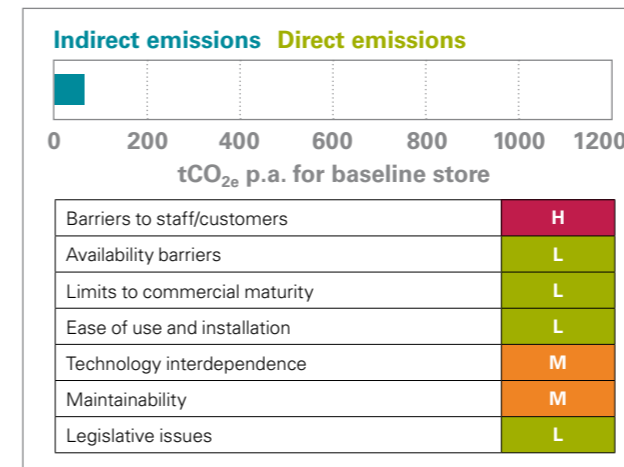 Indirect emissions Direct emissions
0 200 400 600 800 1000 1200
tCO2e p.a. for baseline store
Barriers to staff/customers H
Availability barriers L
Limits to commercial maturity L
Ease of use and installation L
Technology interdependence M
Maintainability M
Legislative issues L